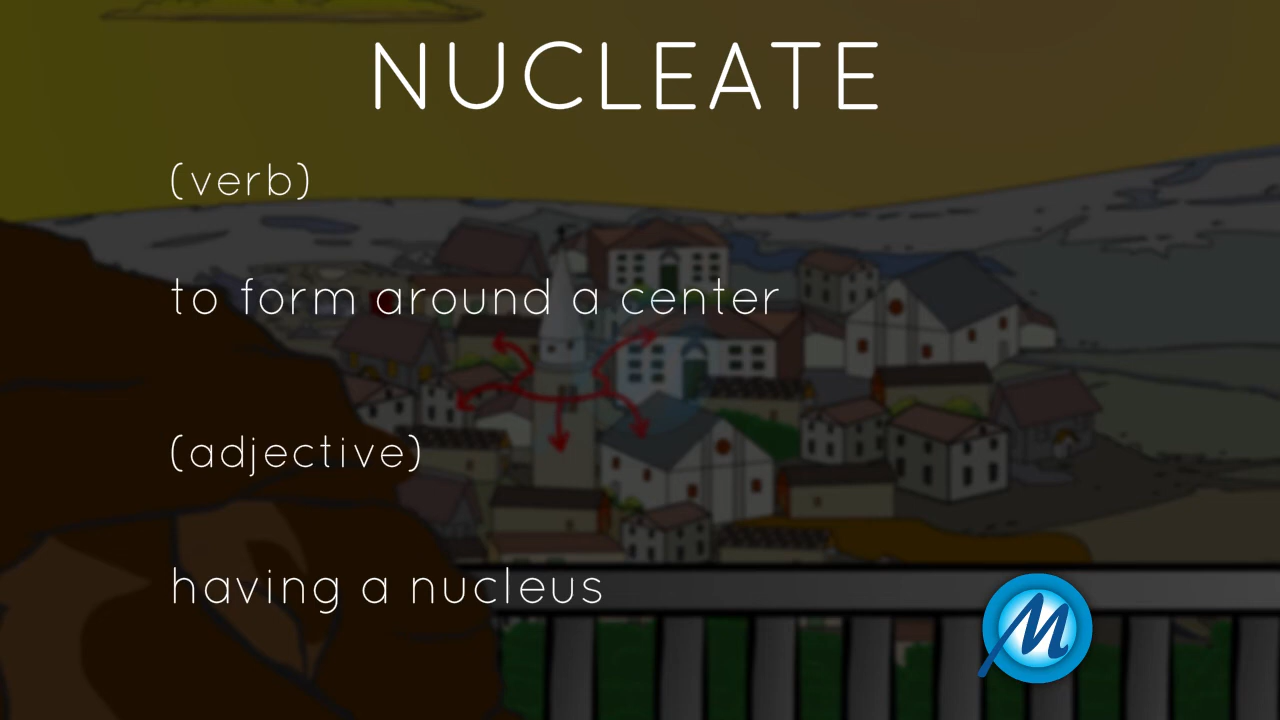 NUCLEATE
(verb)
to form around a center
(adjective)
having a nucleus
M